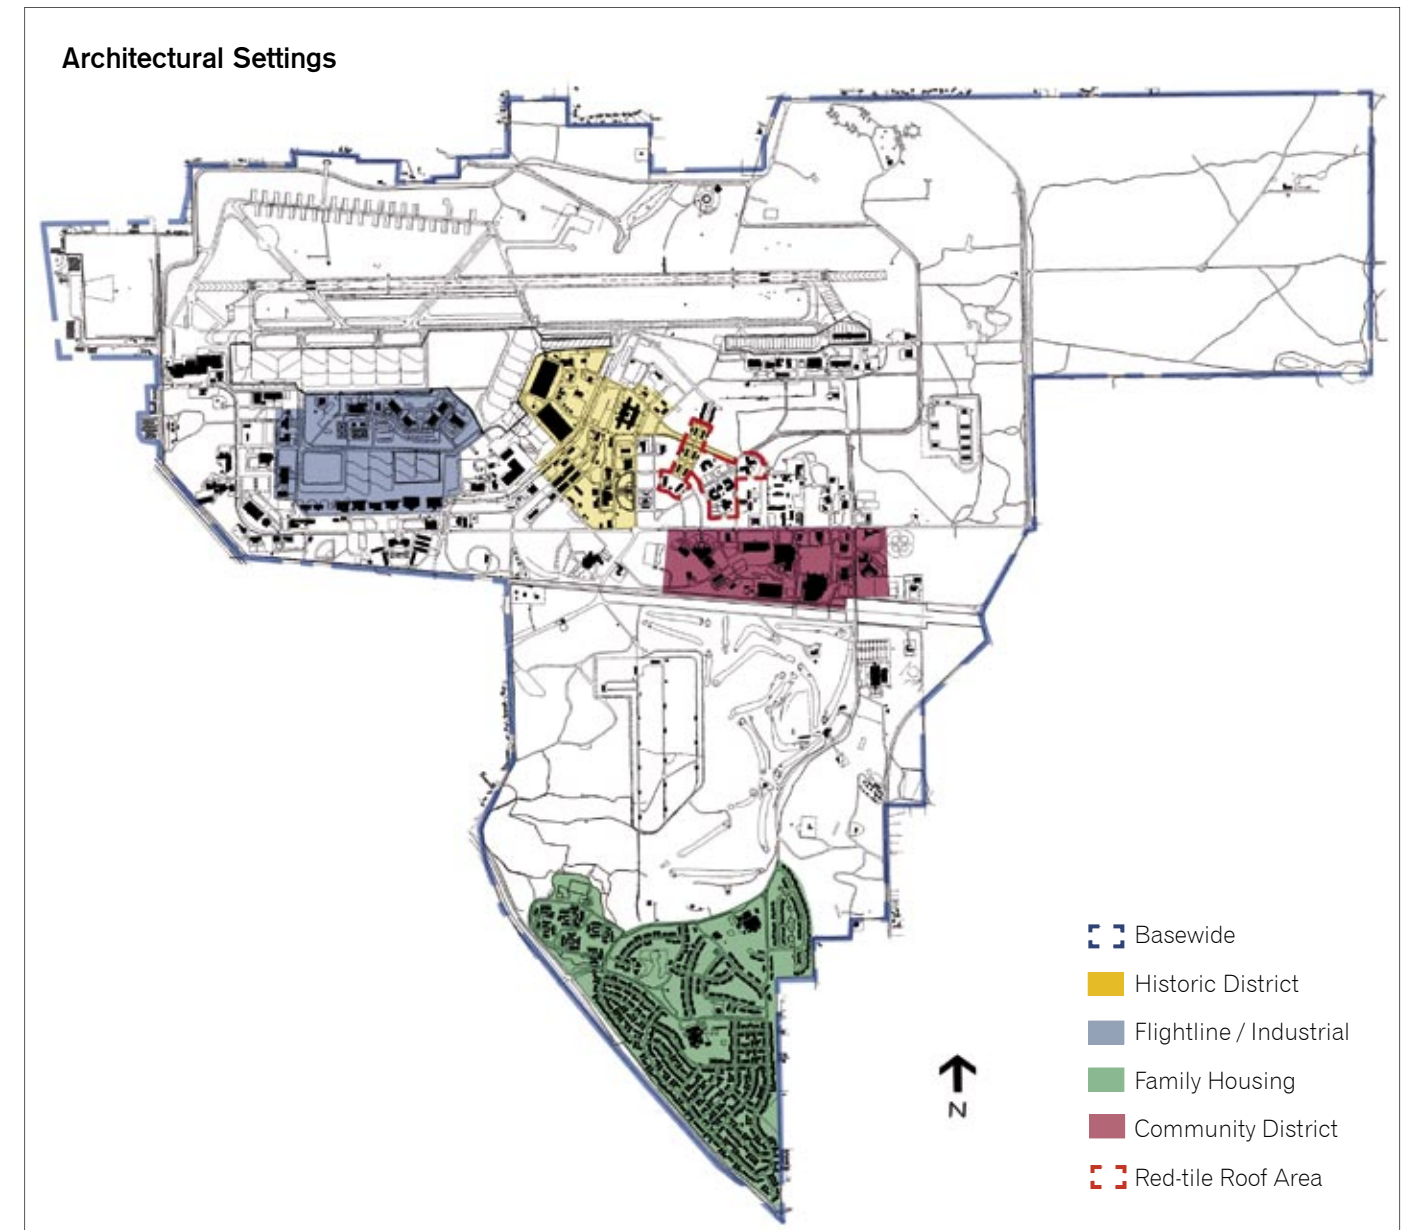 Architectural Settings
N
Basewide
Historic District
Flightline / Industrial
Family Housing
Community District
Red-tile Roof Area